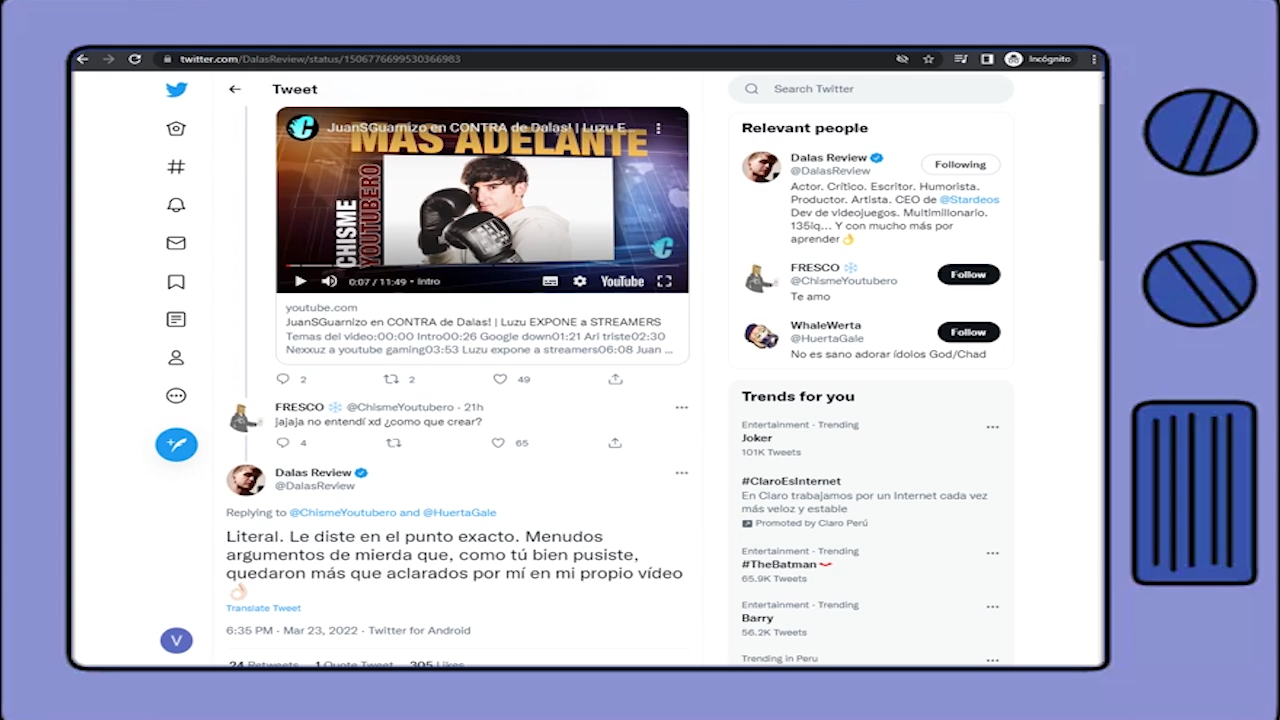 twitter.com/DalasReview/status/1506776699530366983
Incógnito
Tweet
Search Twitter
JuanSGuarnizo en CONTRA de Dalas! | Luzu E...
MAS ADELANTE
CHISME
YOUTUBERO
0:07 / 11:49 · Intro
YouTube
youtube.com
JuanSGuarnizo en CONTRA de Dalas! | Luzu EXPONE a STREAMERS
Temas del video:00:00 Intro00:26 Google down01:21 Ari triste02:30
Nexxuz a youtube gaming03:53 Luzu expone a streamers06:08 Juan ...
2 2 49
FRESCO ❄️ @ChismeYoutubero · 21h
jajaja no entendí xd ¿como que crear?
4 65
Dalas Review
@DalasReview
Replying to @ChismeYoutubero and @HuertaGale
Literal. Le diste en el punto exacto. Menudos
argumentos de mierda que, como tú bien pusiste,
quedaron más que aclarados por mí en mi propio vídeo
👌🏻
Translate Tweet
6:35 PM · Mar 23, 2022 · Twitter for Android
24 Retweets 1 Quote Tweet 305 Likes
V
Relevant people
Dalas Review
@DalasReview
Following
Actor. Crítico. Escritor. Humorista.
Productor. Artista. CEO de @Stardeos
Dev de videojuegos. Multimillonario.
135iq... Y con mucho más por
aprender👌
FRESCO ❄️
@ChismeYoutubero
Follow
Te amo
WhaleWerta
@HuertaGale
Follow
No es sano adorar ídolos God/Chad
Trends for you
Entertainment · Trending
Joker
101K Tweets
#ClaroEsInternet
En Claro trabajamos por un Internet cada vez
más veloz y estable
Promoted by Claro Perú
Entertainment · Trending
#TheBatman
65.9K Tweets
Entertainment · Trending
Barry
56.2K Tweets
Trending in Peru